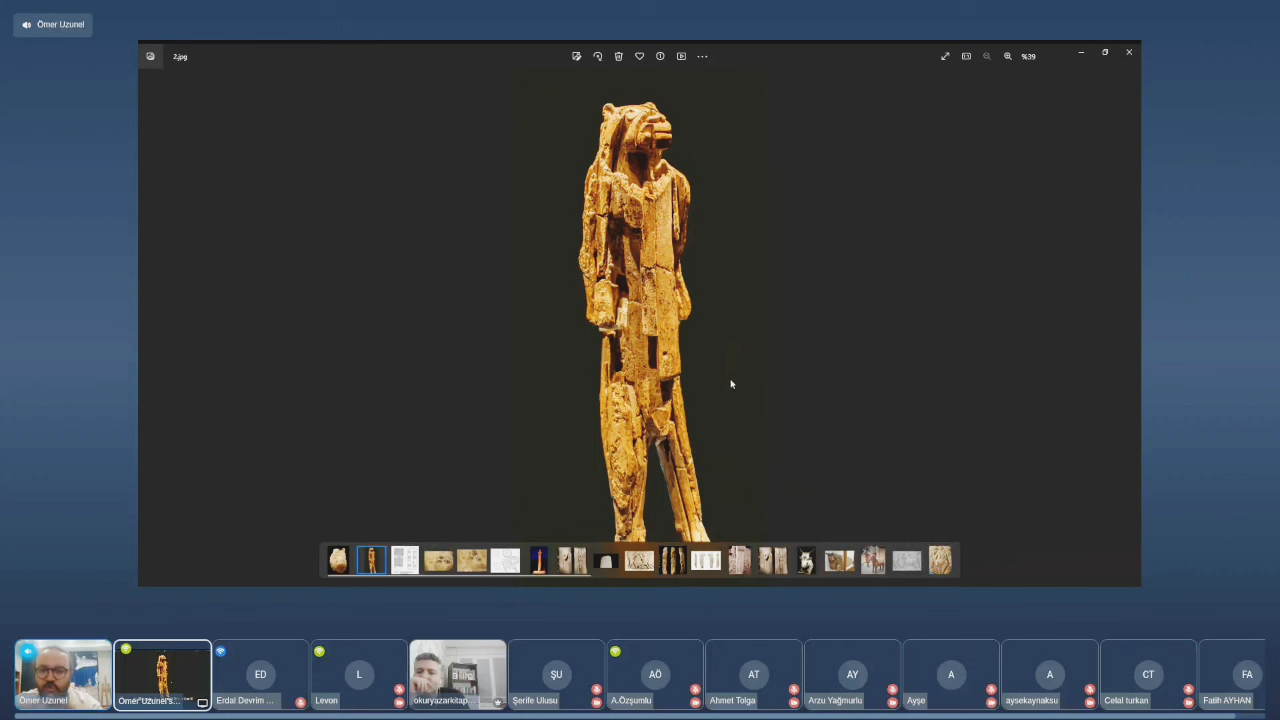 Ömer Uzunel
2.jpg
%39
Ömer Uzunel
Ömer Uzunel's...
Erdal Devrim ...
ED
Levon
L
okuryazarkitap...
Şerife Ulusu
ŞU
A.Özşumlu
AÖ
Ahmet Tolga
AT
Arzu Yağmurlu
AY
Ayşe
A
aysekaynaksu
A
Celal turkan
CT
Fatih AYHAN
FA